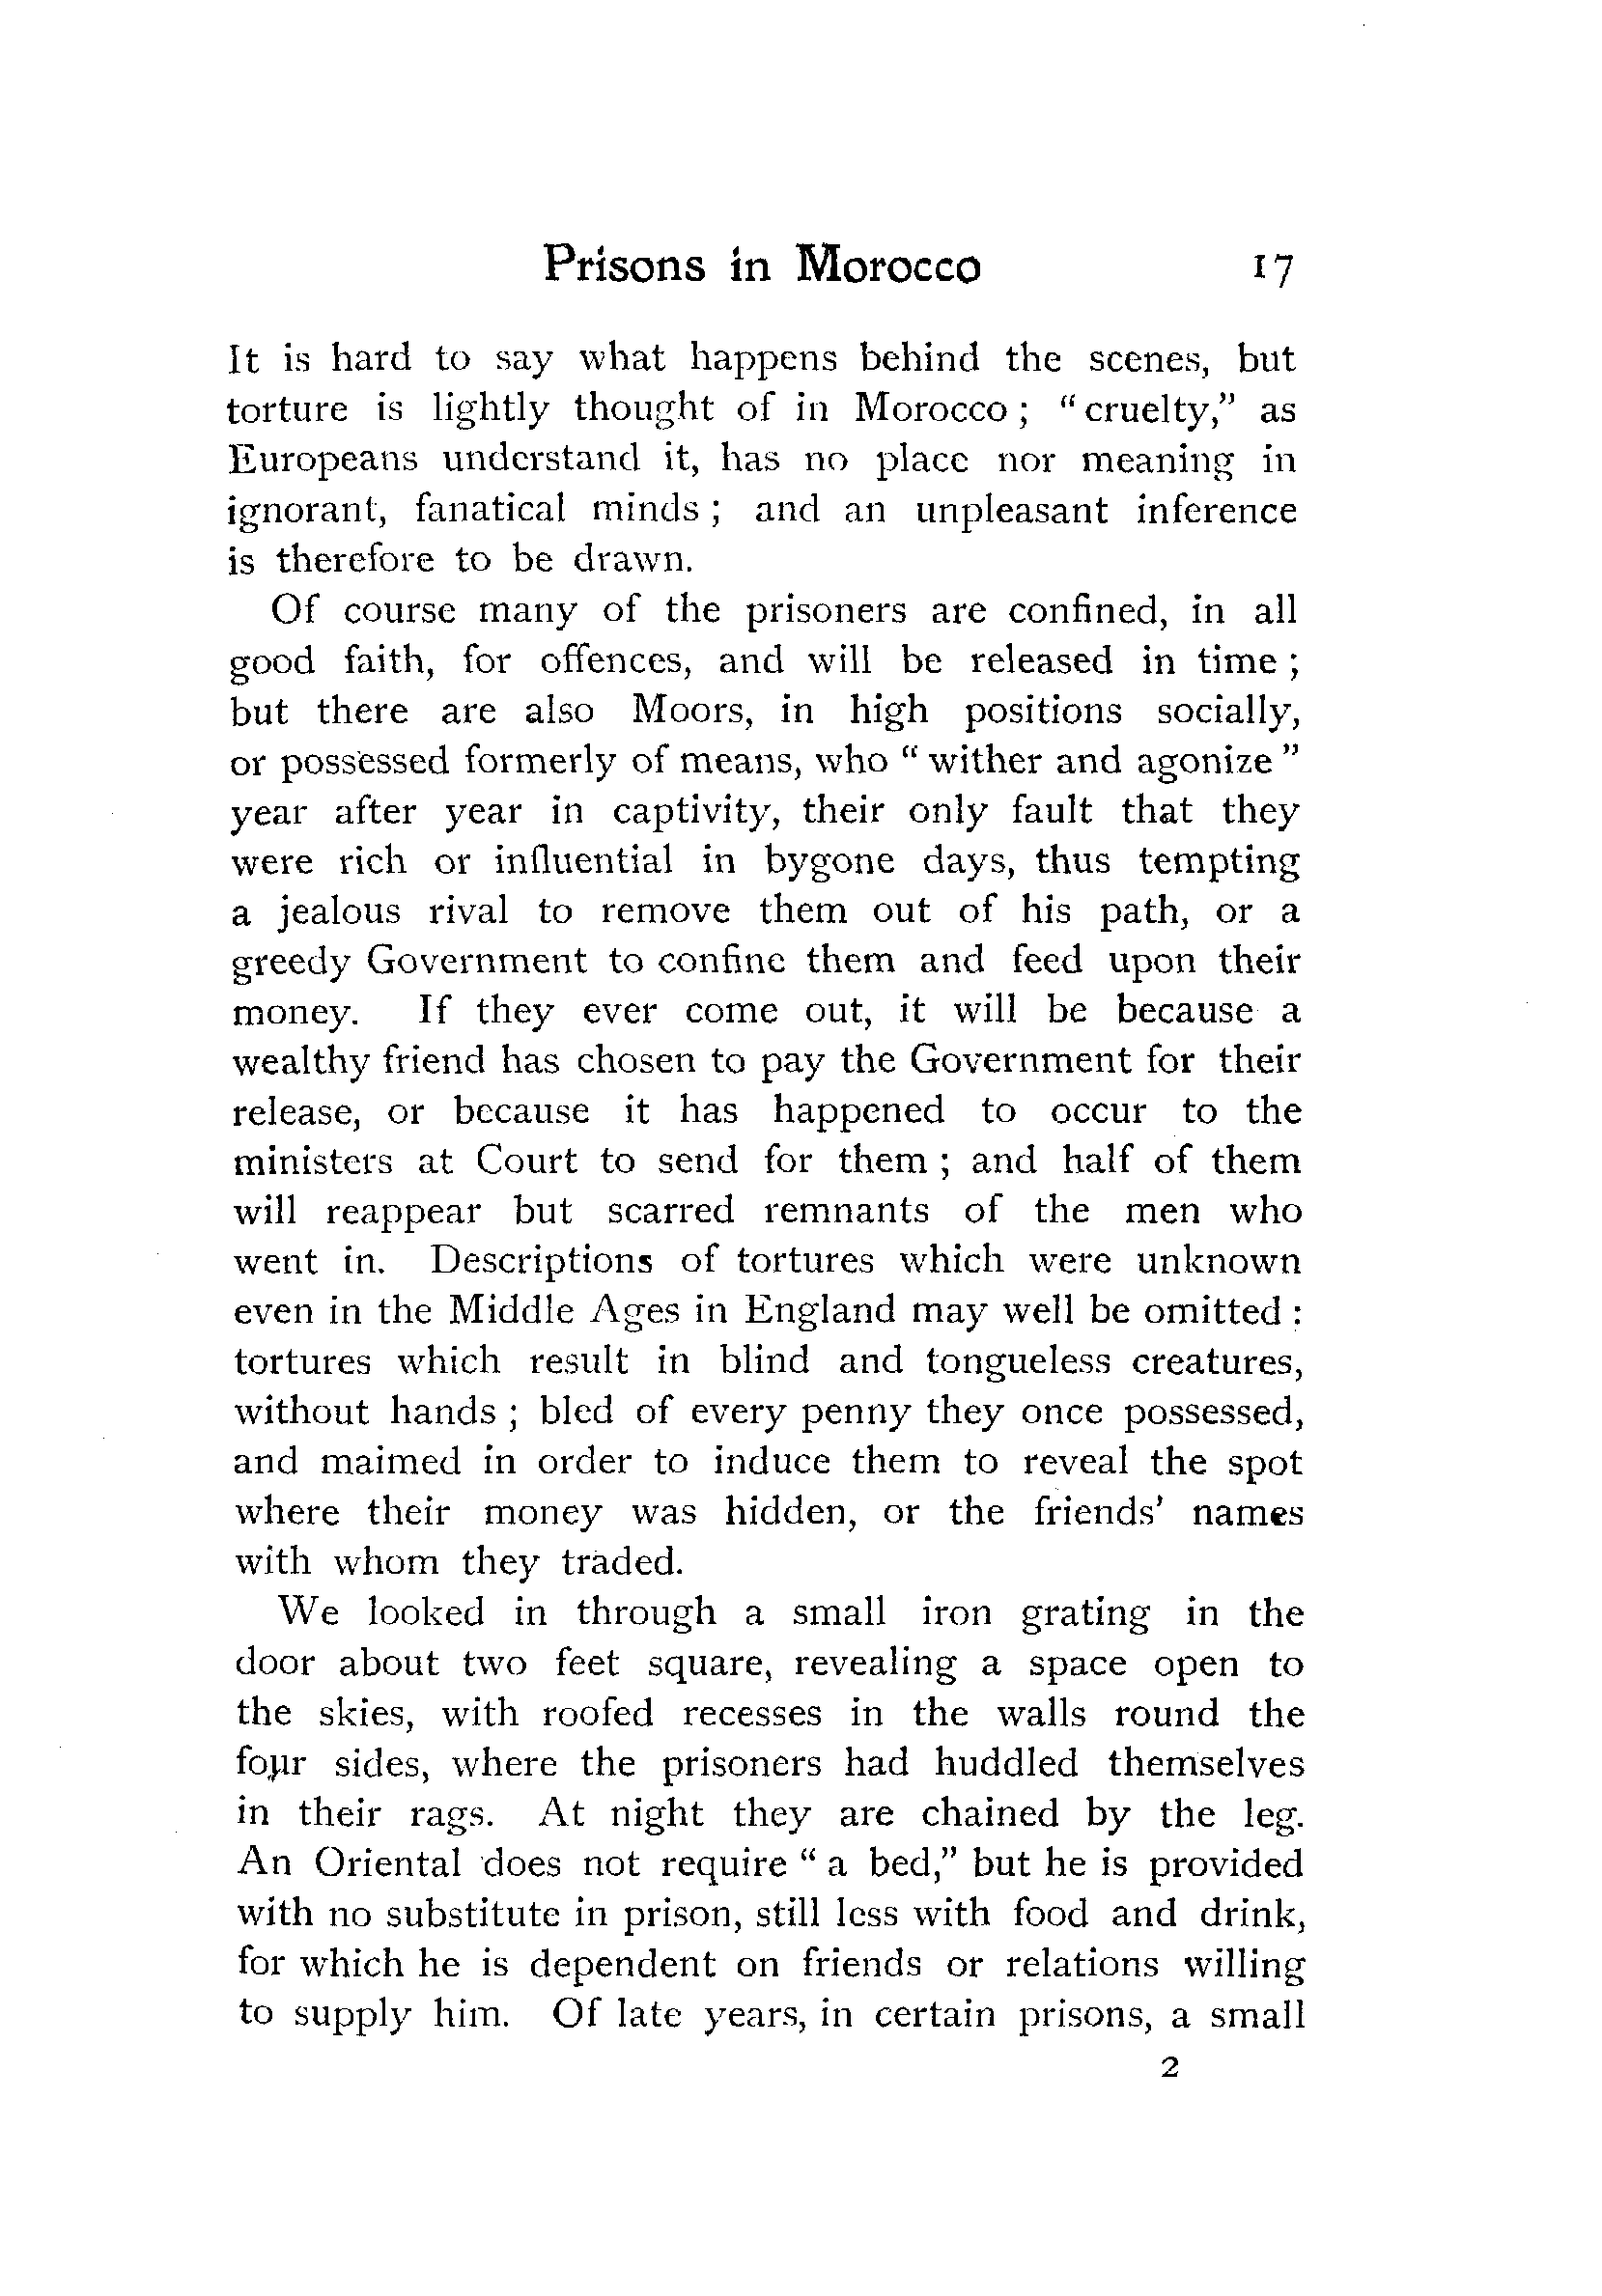 Prisons in Morocco 17
It is hard to say what happens behind the scenes, but
torture is lightly thought of in Morocco ; “ cruelty,” as
Europeans understand it, has no place nor meaning in
ignorant, fanatical minds ; and an unpleasant inference
is therefore to be drawn.
Of course many of the prisoners are confined, in all
good faith, for offences, and will be released in time ;
but there are also Moors, in high positions socially,
or possessed formerly of means, who “ wither and agonize ”
year after year in captivity, their only fault that they
were rich or influential in bygone days, thus tempting
a jealous rival to remove them out of his path, or a
greedy Government to confine them and feed upon their
money. If they ever come out, it will be because a
wealthy friend has chosen to pay the Government for their
release, or because it has happened to occur to the
ministers at Court to send for them ; and half of them
will reappear but scarred remnants of the men who
went in. Descriptions of tortures which were unknown
even in the Middle Ages in England may well be omitted :
tortures which result in blind and tongueless creatures,
without hands ; bled of every penny they once possessed,
and maimed in order to induce them to reveal the spot
where their money was hidden, or the friends’ names
with whom they traded.
We looked in through a small iron grating in the
door about two feet square, revealing a space open to
the skies, with roofed recesses in the walls round the
four sides, where the prisoners had huddled themselves
in their rags. At night they are chained by the leg.
An Oriental does not require “ a bed,” but he is provided
with no substitute in prison, still less with food and drink,
for which he is dependent on friends or relations willing
to supply him. Of late years, in certain prisons, a small
2